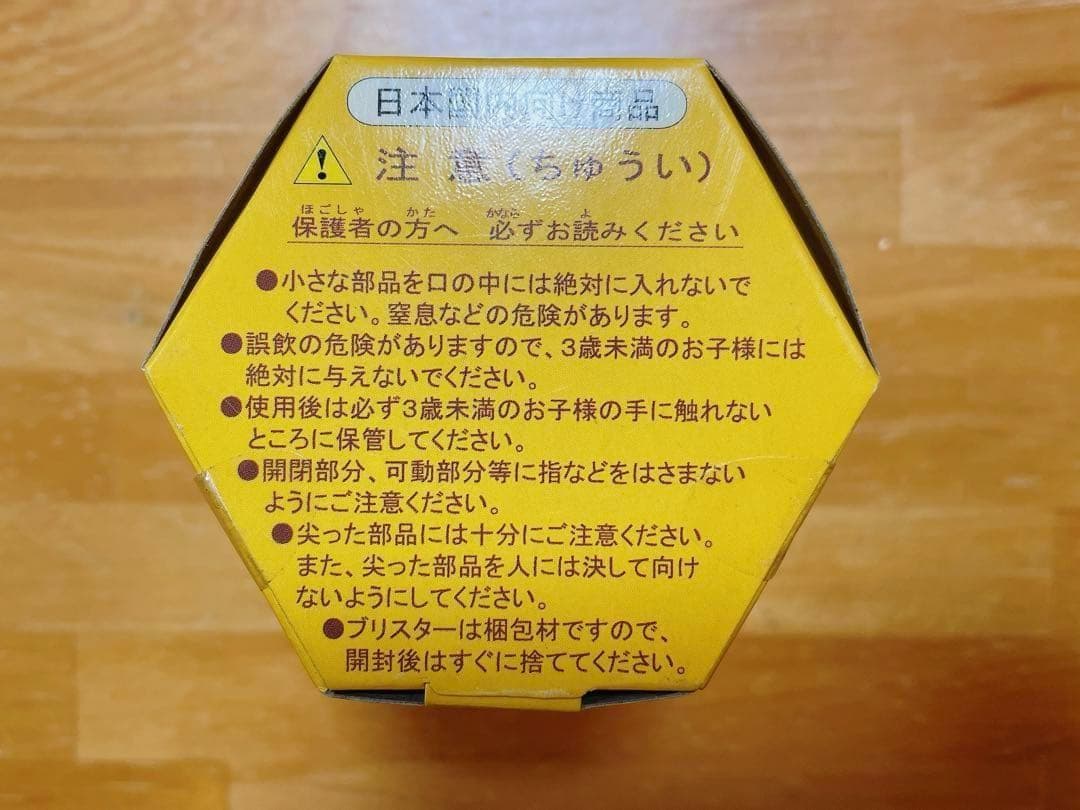 日本国内向け商品
注意(ちゅうい)
ほごしゃ かた かなら よ
保護者の方へ 必ずお読みください
●小さな部品を口の中には絶対に入れないで
ください。窒息などの危険があります。
●誤飲の危険がありますので、3歳未満のお子様には
絶対に与えないでください。
●使用後は必ず3歳未満のお子様の手に触れない
ところに保管してください。
●開閉部分、可動部分等に指などをはさまない
ようにご注意ください。
●尖った部品には十分にご注意ください。
また、尖った部品を人には決して向け
ないようにしてください。
●ブリスターは梱包材ですので、
開封後はすぐに捨ててください。